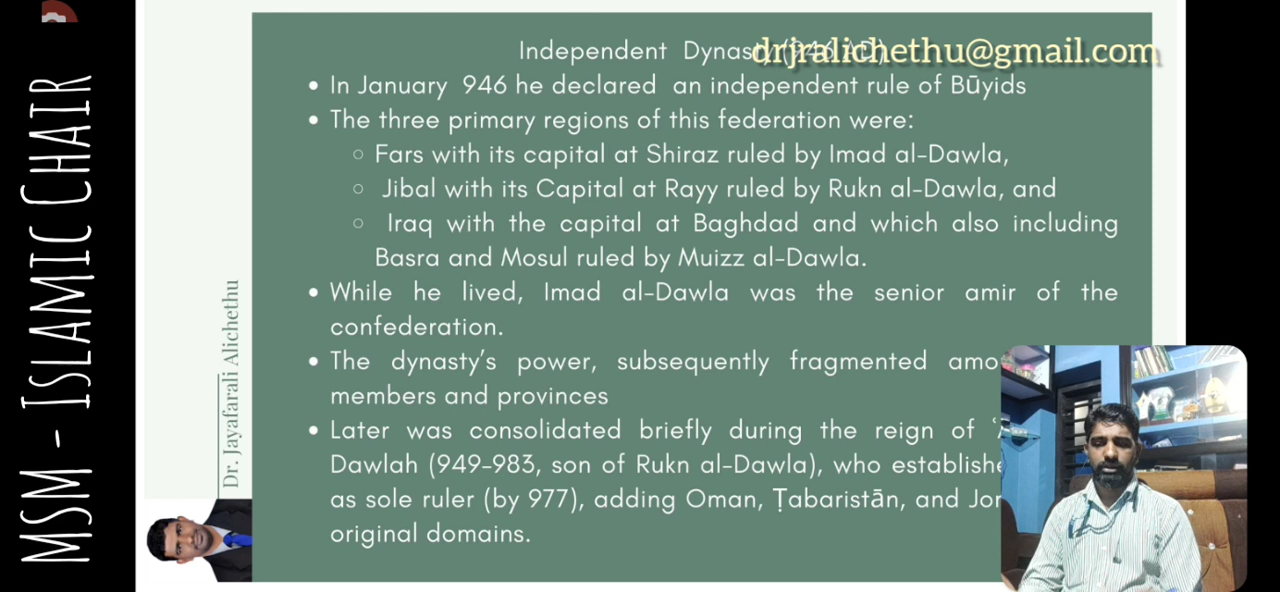 MSM - ISLAMIC CHAIR
Dr. Jayafarali Alichethu
drjralichethu@gmail.com
Independent Dynasty (946 AD)
• In January 946 he declared an independent rule of Būyids
• The three primary regions of this federation were:
○ Fars with its capital at Shiraz ruled by Imad al-Dawla,
○ Jibal with its Capital at Rayy ruled by Rukn al-Dawla, and
○ Iraq with the capital at Baghdad and which also including
Basra and Mosul ruled by Muizz al-Dawla.
• While he lived, Imad al-Dawla was the senior amir of the
confederation.
• The dynasty's power, subsequently fragmented
members and provinces
• Later was consolidated briefly during the reign of
Dawlah (949-983, son of Rukn al-Dawla), who
as sole ruler (by 977), adding Oman, Ṭabaristān, and
original domains.